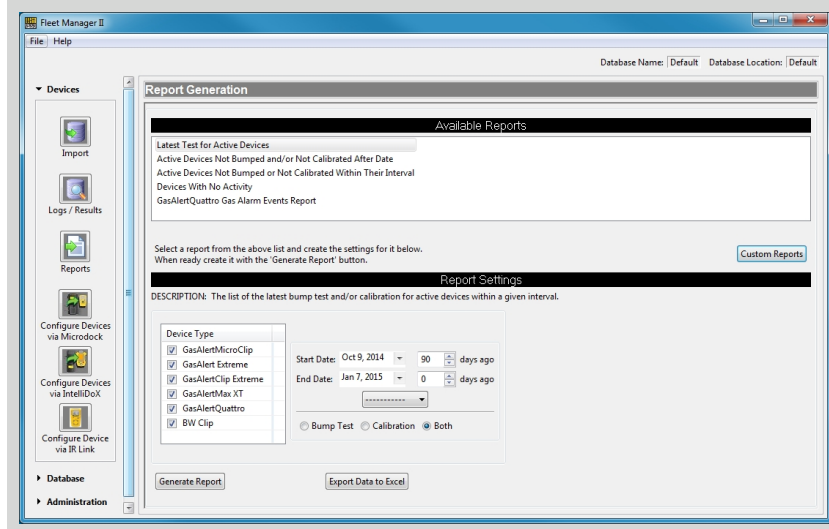 Fleet Manager II
File Help
Database Name: Default Database Location: Default
Devices
Import
Logs / Results
Reports
Configure Devices
via Microdock
Configure Devices
via IntelliDoX
Configure Device
via IR Link
Database
Administration
Report Generation
Available Reports
Latest Test for Active Devices
Active Devices Not Bumped and/or Not Calibrated After Date
Active Devices Not Bumped or Not Calibrated Within Their Interval
Devices With No Activity
GasAlertQuattro Gas Alarm Events Report
Select a report from the above list and create the settings for it below.
When ready create it with the 'Generate Report' button.
Custom Reports
Report Settings
DESCRIPTION: The list of the latest bump test and/or calibration for active devices within a given interval.
Device Type
GasAlertMicroClip
GasAlert Extreme
GasAlertClip Extreme
GasAlertMax XT
GasAlertQuattro
BW Clip
Start Date: Oct 9, 2014 90 days ago
End Date: Jan 7, 2015 0 days ago
-----------
Bump Test Calibration Both
Generate Report Export Data to Excel